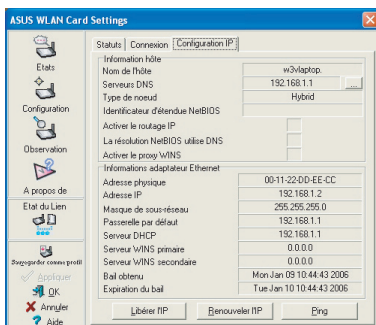 ASUS WLAN Card Settings
Etats
Configuration
Observation
A propos de
Etat du Lien
Sauvegarder comme profil
Appliquer
OK
Annuler
Aide
Statuts
Connexion
Configuration IP
Information hôte
Nom de l'hôte w3vlaptop.
Serveurs DNS 192.168.1.1 ...
Type de noeud Hybrid
Identificateur d'étendue NetBIOS
Activer le routage IP
La résolution NetBIOS utilise DNS
Activer le proxy WINS
Informations adaptateur Ethernet
Adresse physique 00-11-22-DD-EE-CC
Adresse IP 192.168.1.2
Masque de sous-réseau 255.255.255.0
Passerelle par défaut 192.168.1.1
Serveur DHCP 192.168.1.1
Serveur WINS primaire 0.0.0.0
Serveur WINS secondaire 0.0.0.0
Bail obtenu Mon Jan 09 10:44:43 2006
Expiration du bail Tue Jan 10 10:44:43 2006
Libérer l'IP
Renouveler l'IP
Ping